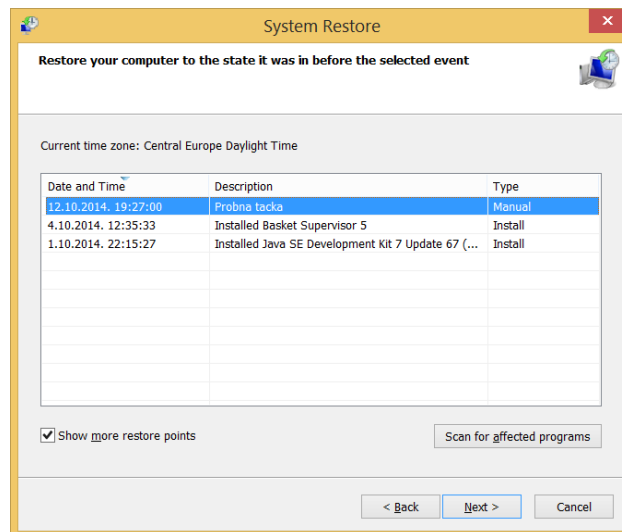 System Restore
Restore your computer to the state it was in before the selected event
Current time zone: Central Europe Daylight Time
Date and Time Description Type
12.10.2014. 19:27:00 Probna tacka Manual
4.10.2014. 12:35:33 Installed Basket Supervisor 5 Install
1.10.2014. 22:15:27 Installed Java SE Development Kit 7 Update 67 (... Install
Show more restore points Scan for affected programs
< Back Next > Cancel